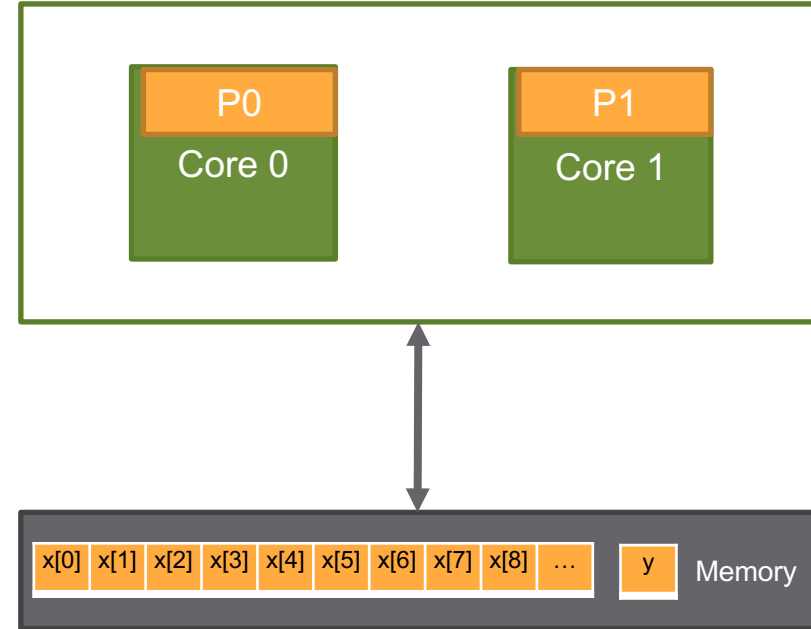 P0
Core 0
P1
Core 1
x[0] x[1] x[2] x[3] x[4] x[5] x[6] x[7] x[8] … y Memory